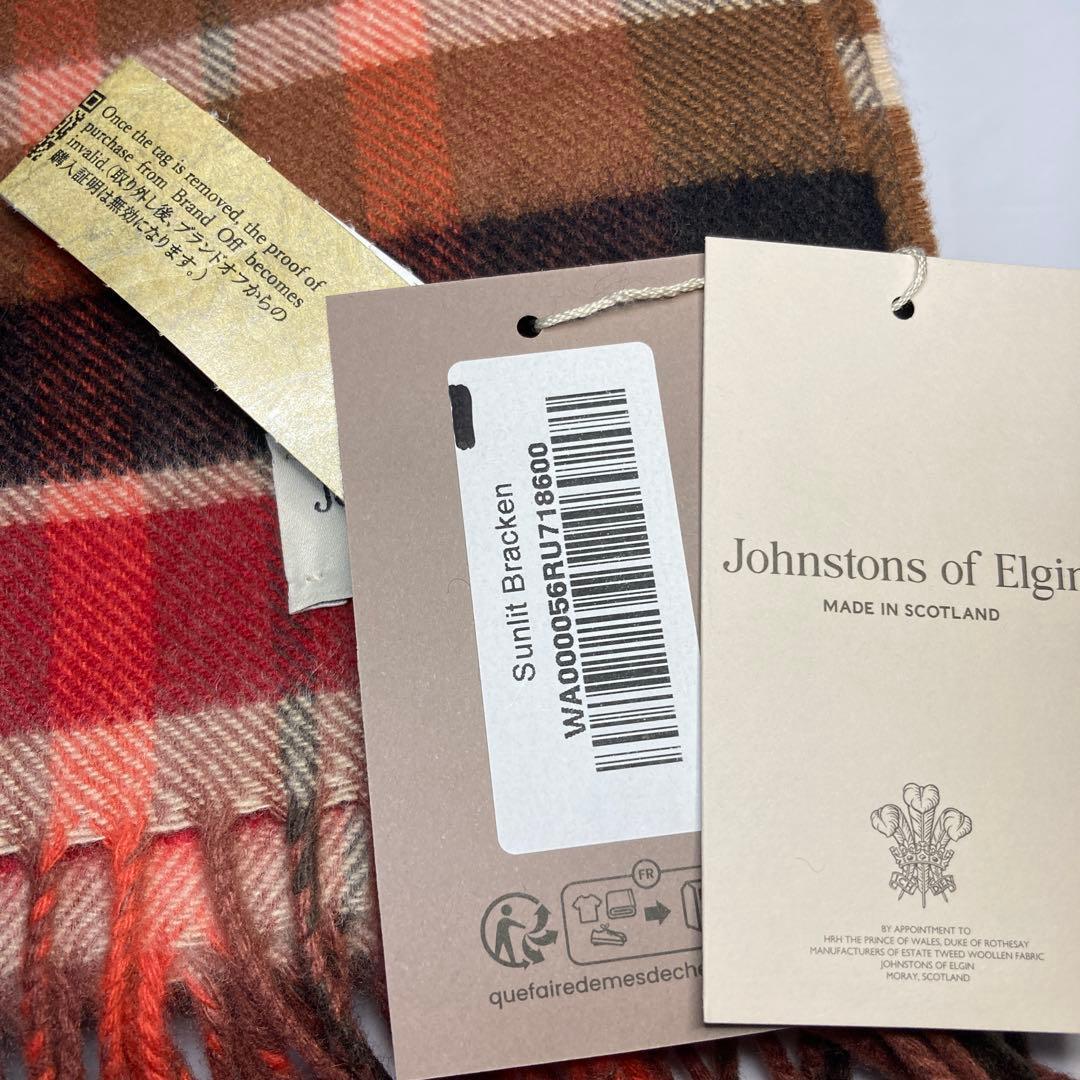 Once the tag is removed, the proof of
purchase from Brand Off becomes
invalid.(取り外し後、ブランドオフからの
購入証明は無効になります。)
Sunlit Bracken
WA000056RU718600
FR
quefairedemesdeche
Johnstons of Elgin
MADE IN SCOTLAND
BY APPOINTMENT TO
HRH THE PRINCE OF WALES, DUKE OF ROTHESAY
MANUFACTURERS OF ESTATE TWEED WOOLLEN FABRIC
JOHNSTONS OF ELGIN
MORAY, SCOTLAND